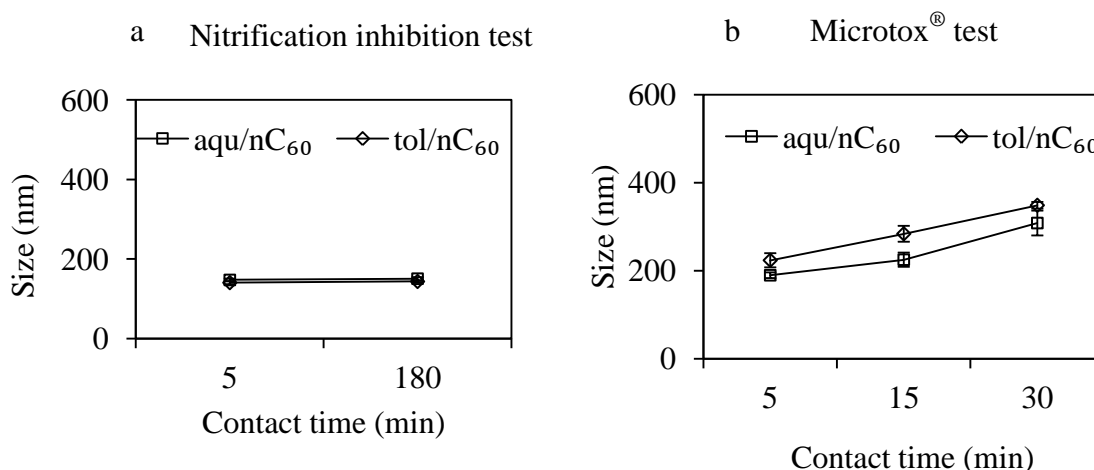 a Nitrification inhibition test
600
400
200
0
aqu/nC₆₀ tol/nC₆₀
Size (nm)
5 180
Contact time (min)
b Microtox® test
600
400
200
0
aqu/nC₆₀ tol/nC₆₀
Size (nm)
5 15 30
Contact time (min)